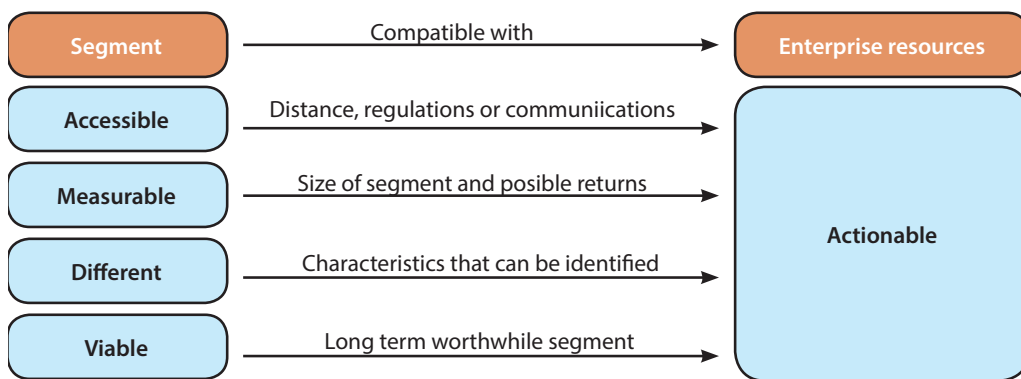 Segment
Compatible with
Enterprise resources
Accessible
Distance, regulations or communiications
Measurable
Size of segment and posible returns
Actionable
Different
Characteristics that can be identified
Viable
Long term worthwhile segment